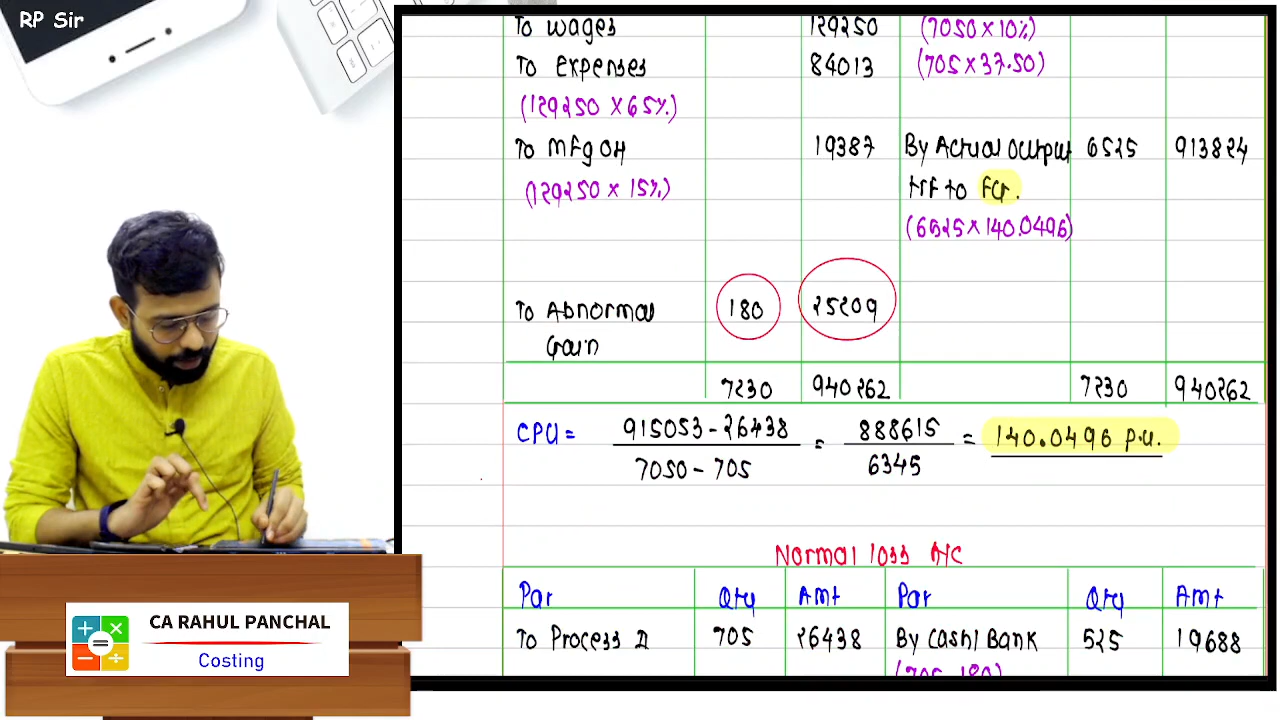 RP Sir
To wages 129250 (7050 x 10%)
To Expenses 84013 (705 x 37.50)
(129250 x 65%)
To MFg OH 19387 By Actual Output 6525 913824
(129250 x 15%) trf to FG.
(6525 x 140.0496)
To Abnormal 180 25209
Gain
7230 940262 7230 940262
CPU = 915053 - 26438 = 888615 = 140.0496 p.u.
7050 - 705 6345
Normal loss A/C
Par Qty Amt Par Qty Amt
To Process II 705 26438 By Cash/Bank 525 19688
(705-180)
CA RAHUL PANCHAL
Costing